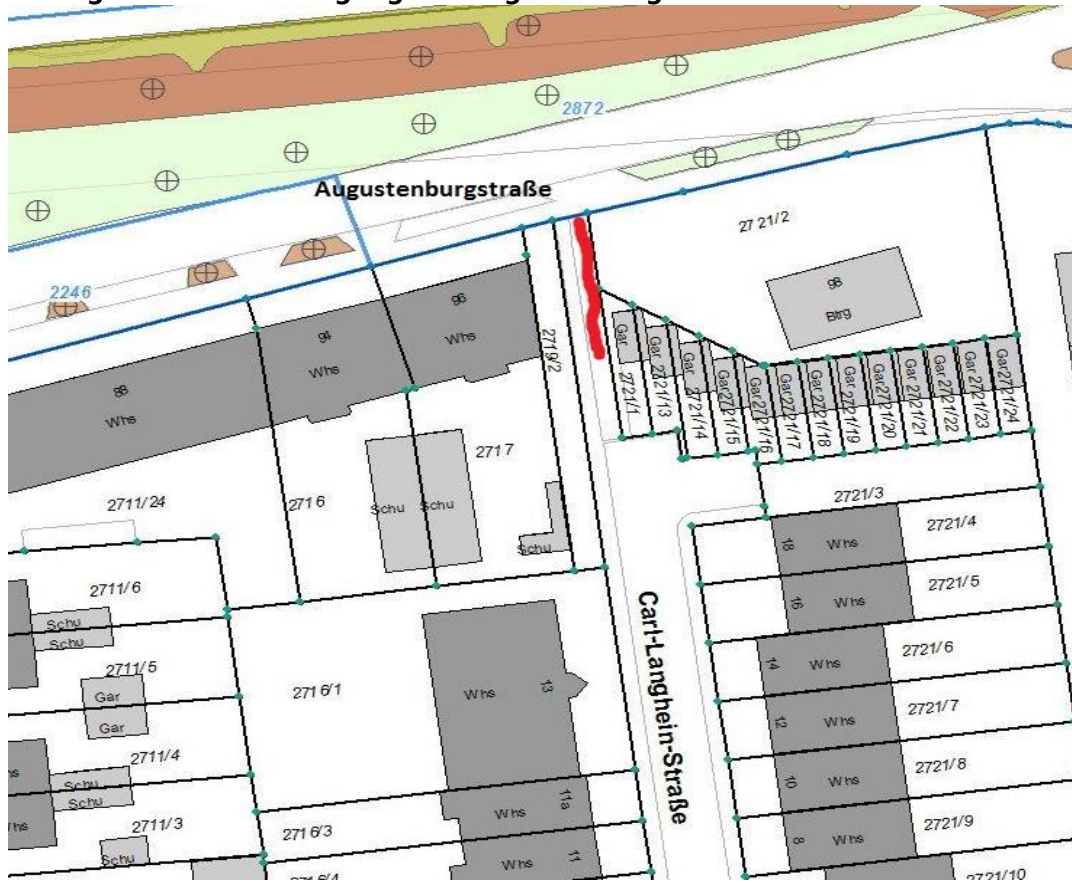 2872
Augustenburgstraße
27 21/2
2246
98
Btrg
96
Whs
94
Whs
88
Whs
2719/2
Gar
Gar
Gar
Gar
Gar
Gar
Gar
Gar
Gar
Gar
Gar
Gar
Gar
2721/1
2721/13
2721/14
2721/15
2721/16
2721/17
2721/18
2721/19
2721/20
2721/21
2721/22
2721/23
2721/24
2717
2716
2711/24
Schu
Schu
Schu
2721/3
2721/4
18
Whs
2721/5
16
Whs
2711/6
Schu
Schu
2711/5
Gar
Gar
2716/1
Whs
13
Carl-Langhein-Straße
2721/6
14
Whs
2721/7
12
Whs
2711/4
Schu
Schu
11a
Whs
2721/8
10
Whs
2711/3
Schu
2716/3
Whs
11
2721/9
8
Whs
2716/4
2721/10